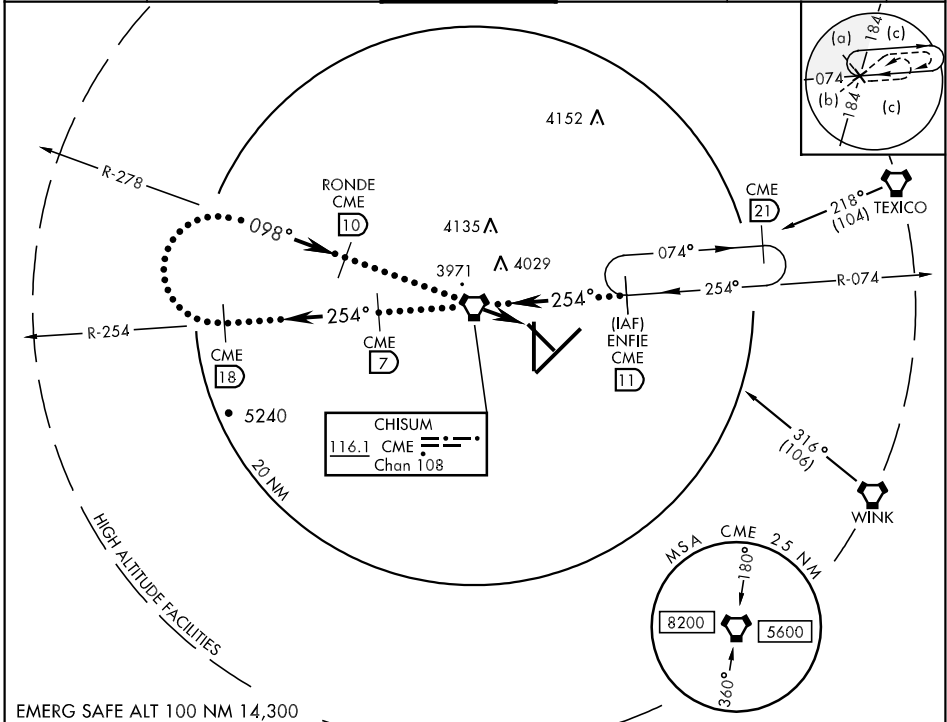 184
(a)
(c)
074
(b)
184
(c)
4152
RONDE
CME
10
CME
21
218°
(104)
TEXICO
R-278
098°
4135
4029
3971
074°
254°
254°
254°
R-074
R-254
CME
18
CME
7
(IAF)
ENFIE
CME
11
5240
CHISUM
116.1 CME
Chan 108
316°
(106)
WINK
20 NM
HIGH ALTITUDE FACILITIES
MSA CME 25 NM
180°
8200
5600
360°
EMERG SAFE ALT 100 NM 14,300